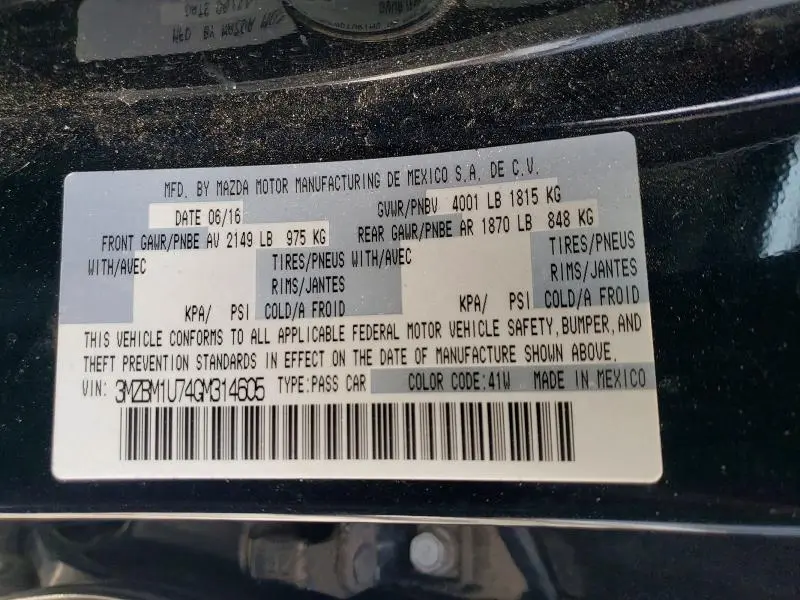 MFD. BY MAZDA MOTOR MANUFACTURING DE MEXICO S.A. DE C.V.
DATE 06/16 GVWR/PNBV 4001 LB 1815 KG
FRONT GAWR/PNBE AV 2149 LB 975 KG REAR GAWR/PNBE AR 1870 LB 848 KG
WITH/AVEC TIRES/PNEUS WITH/AVEC TIRES/PNEUS
RIMS/JANTES RIMS/JANTES
KPA/ PSI COLD/A FROID KPA/ PSI COLD/A FROID
THIS VEHICLE CONFORMS TO ALL APPLICABLE FEDERAL MOTOR VEHICLE SAFETY, BUMPER, AND
THEFT PREVENTION STANDARDS IN EFFECT ON THE DATE OF MANUFACTURE SHOWN ABOVE.
VIN: 3MZBM1U74GM314605 TYPE:PASS CAR COLOR CODE:41W MADE IN MEXICO